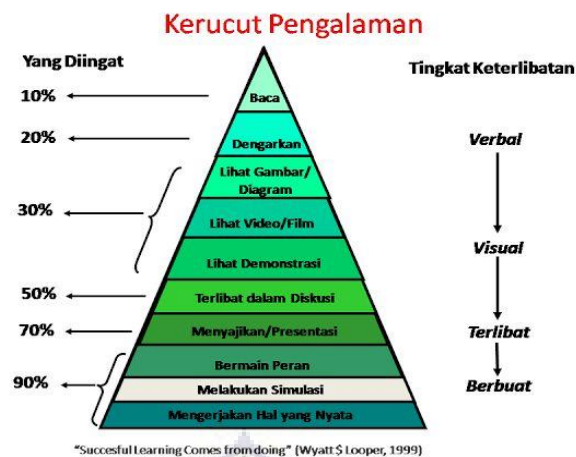 Kerucut Pengalaman
Yang Diingat
Tingkat Keterlibatan
10%
Baca
20%
Dengarkan
Verbal
Lihat Gambar/
Diagram
30%
Lihat Video/Film
Visual
Lihat Demonstrasi
50%
Terlibat dalam Diskusi
70%
Menyajikan/Presentasi
Terlibat
Bermain Peran
90%
Melakukan Simulasi
Berbuat
Mengerjakan Hal yang Nyata
“Succesful Learning Comes from doing” (Wyatt $ Looper, 1999)